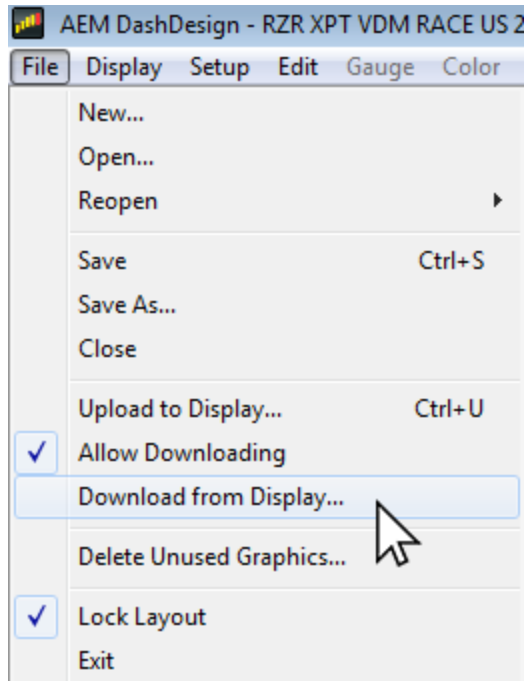 AEM DashDesign - RZR XPT VDM RACE US 2
File Display Setup Edit Gauge Color
New...
Open...
Reopen
Save Ctrl+S
Save As...
Close
Upload to Display... Ctrl+U
Allow Downloading
Download from Display...
Delete Unused Graphics...
Lock Layout
Exit